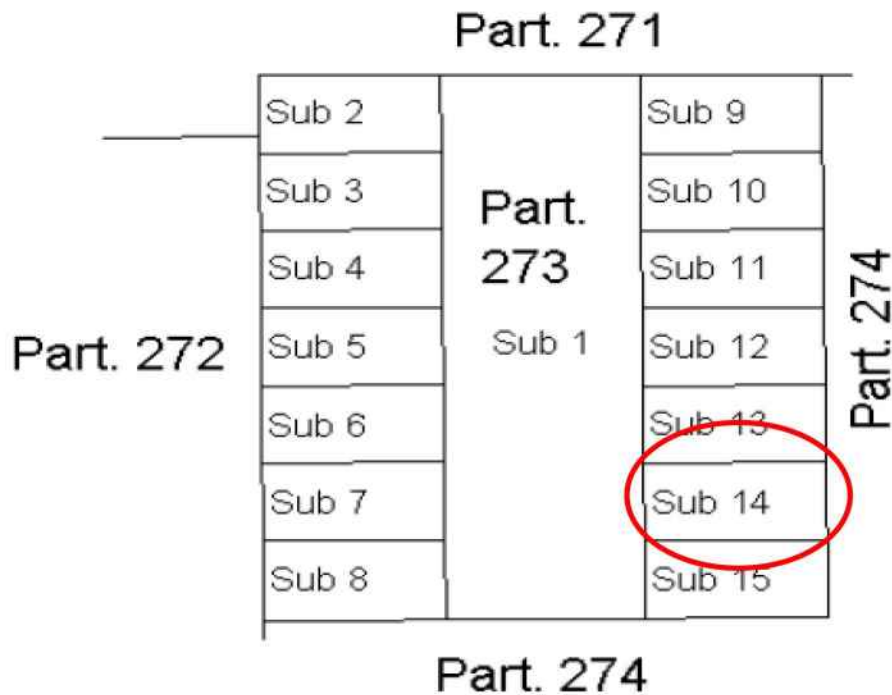 Part. 271
Sub 2
Sub 9
Sub 3
Sub 10
Part.
273
Sub 4
Sub 11
Part. 272
Sub 5
Sub 1
Sub 12
Part. 274
Sub 6
Sub 13
Sub 7
Sub 14
Sub 8
Sub 15
Part. 274